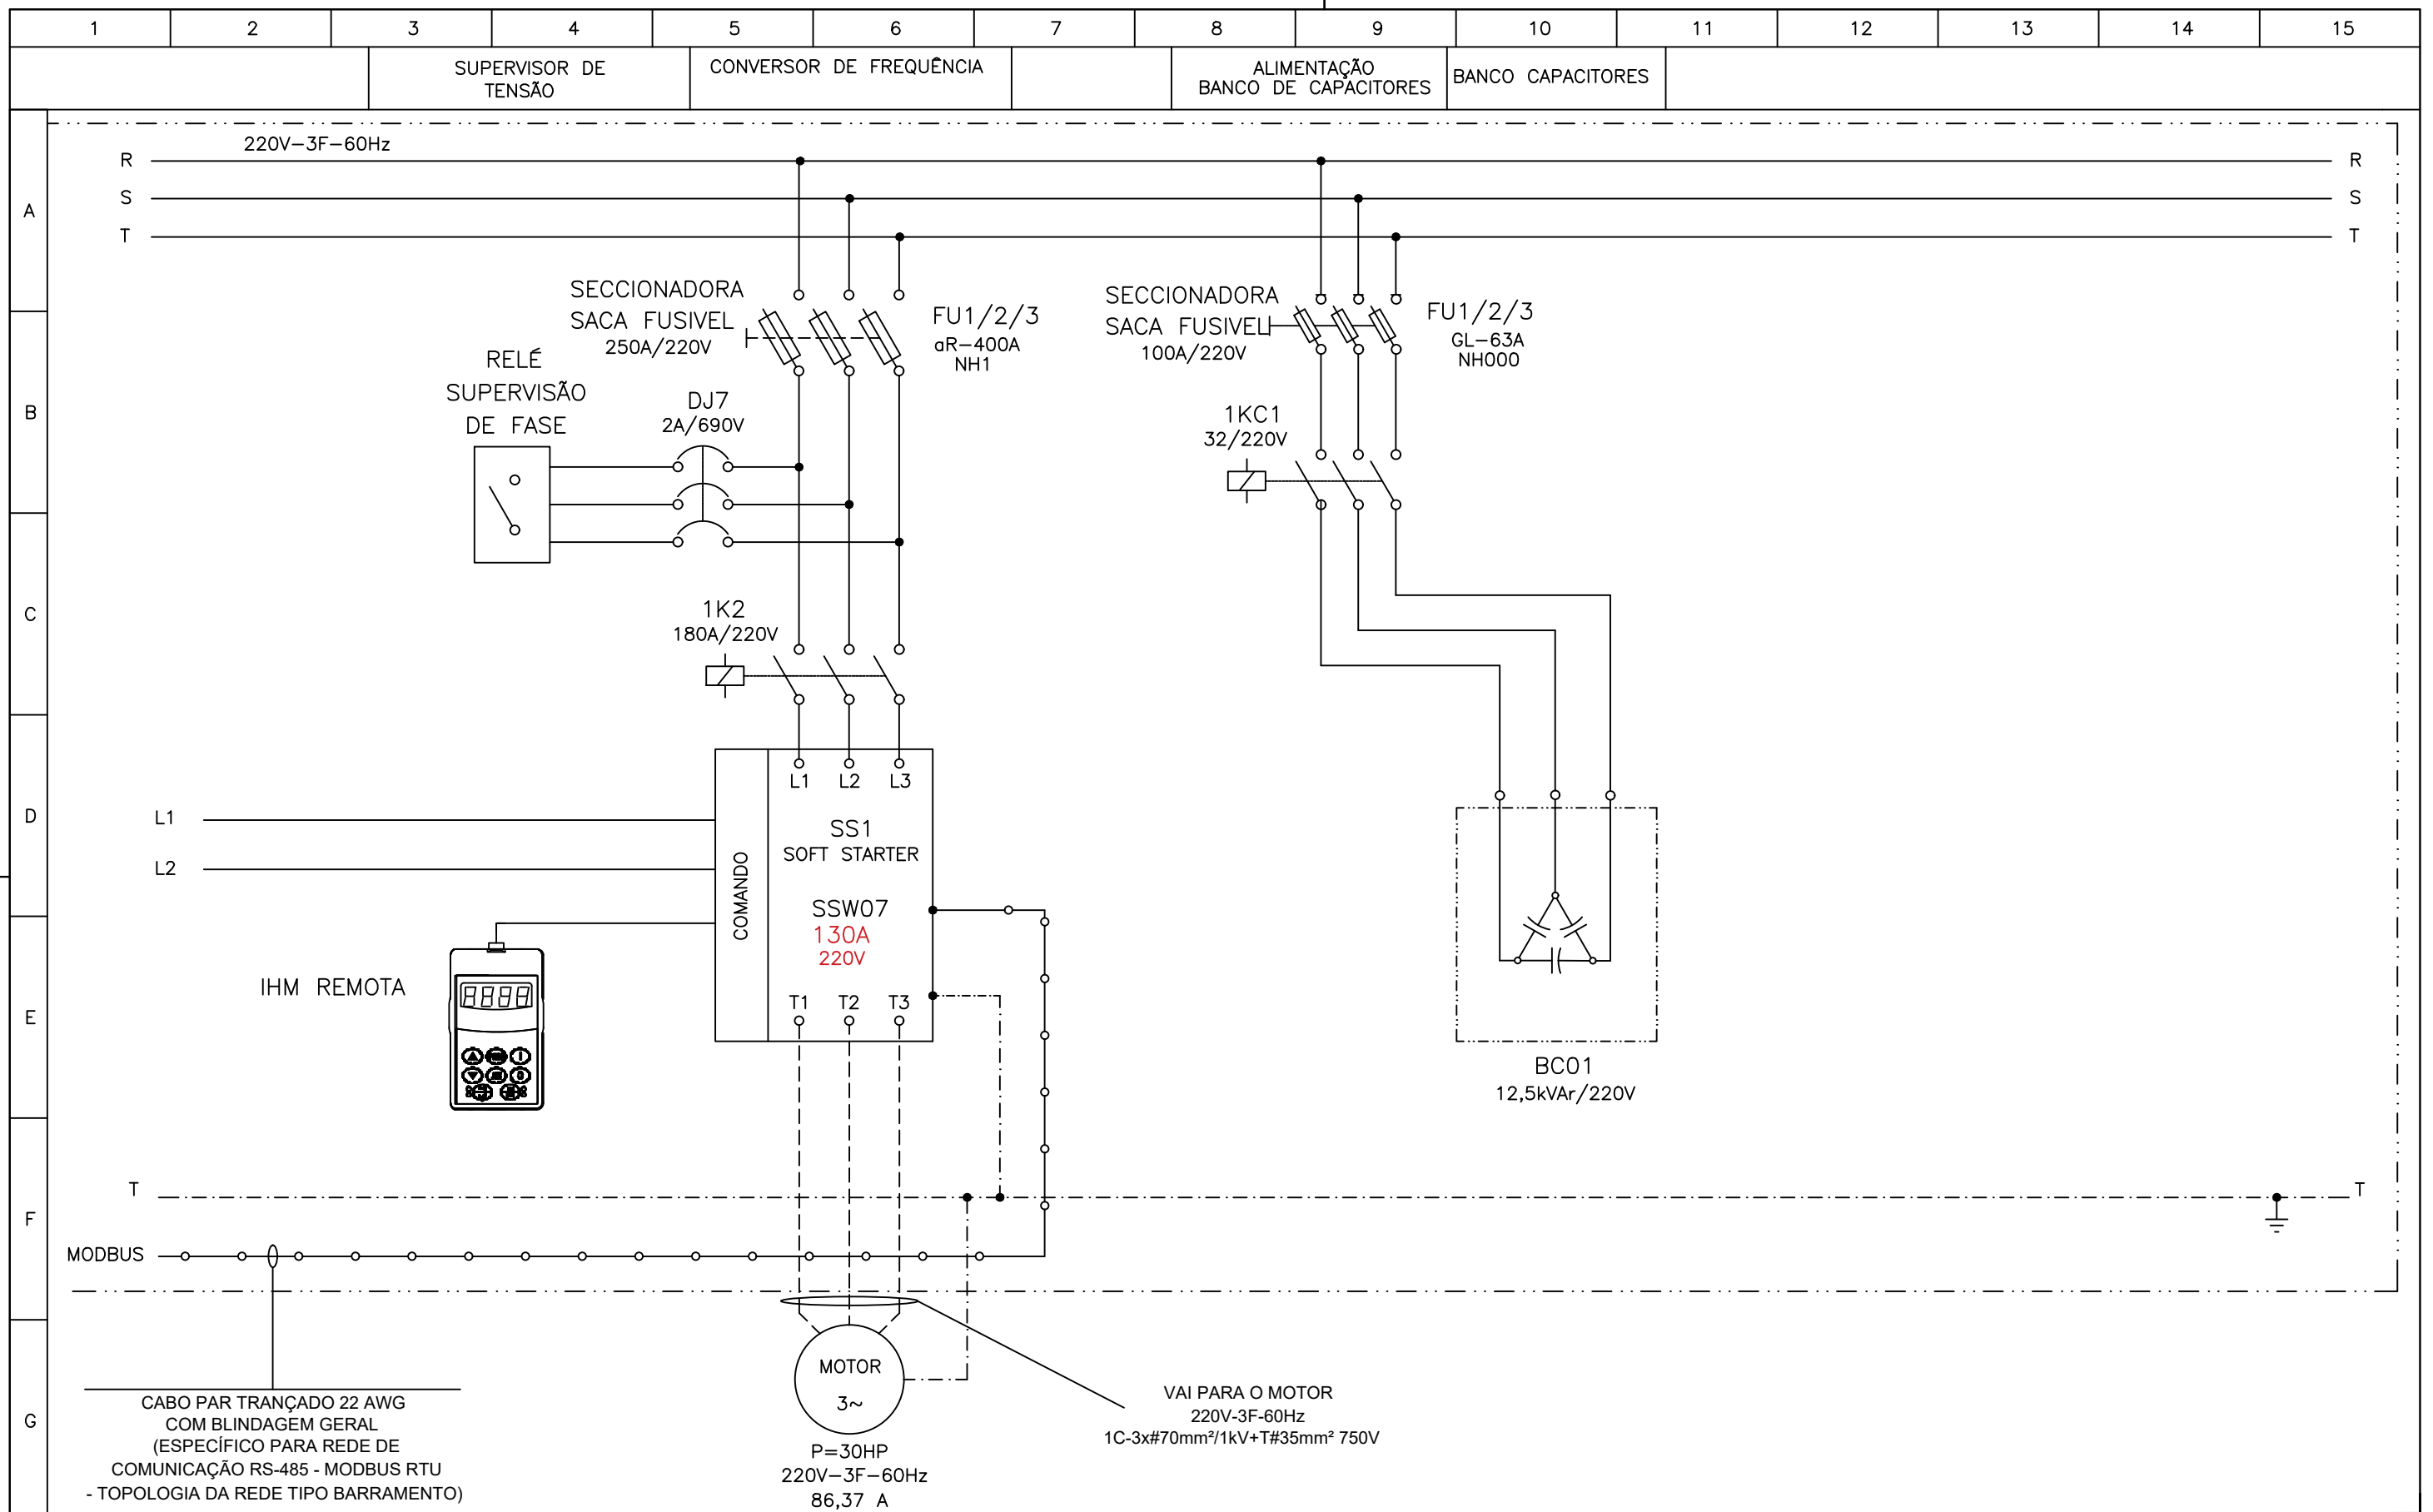 1 2 3 4 5 6 7 8 9 10 11 12 13 14 15
SUPERVISOR DE
TENSÃO
CONVERSOR DE FREQUÊNCIA
ALIMENTAÇÃO
BANCO DE CAPACITORES
BANCO CAPACITORES
A
B
C
D
E
F
G
220V-3F-60Hz
R
R
S
S
T
T
SECCIONADORA
SACA FUSIVEL
250A/220V
FU1/2/3
aR-400A
NH1
SECCIONADORA
SACA FUSIVEL
100A/220V
FU1/2/3
GL-63A
NH000
RELÉ
SUPERVISÃO
DE FASE
DJ7
2A/690V
1KC1
32/220V
1K2
180A/220V
L1 L2 L3
L1
L2
COMANDO
SS1
SOFT STARTER
SSW07
130A
220V
T1 T2 T3
IHM REMOTA
8888
BC01
12,5kVAr/220V
T
T
MODBUS
MOTOR
3~
P=30HP
220V-3F-60Hz
86,37 A
VAI PARA O MOTOR
220V-3F-60Hz
1C-3x#70mm²/1kV+T#35mm² 750V
CABO PAR TRANÇADO 22 AWG
COM BLINDAGEM GERAL
(ESPECÍFICO PARA REDE DE
COMUNICAÇÃO RS-485 - MODBUS RTU
- TOPOLOGIA DA REDE TIPO BARRAMENTO)